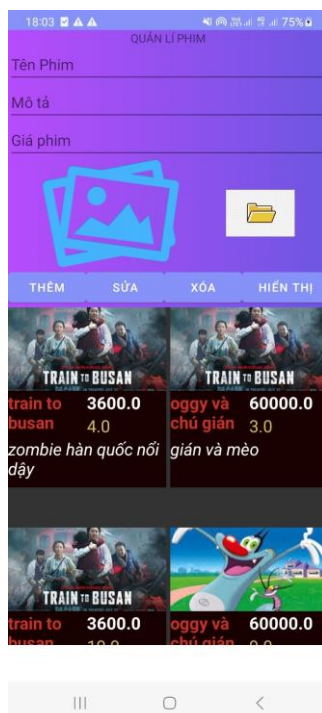 18:03 75%
QUẢN LÍ PHIM
Tên Phim
Mô tả
Giá phim
THÊM SỬA XÓA HIỂN THỊ
TRAIN TO BUSAN TRAIN TO BUSAN
train to 3600.0 oggy và 60000.0
busan 4.0 chú gián 3.0
zombie hàn quốc nổi gián và mèo
dậy
TRAIN TO BUSAN
train to 3600.0 oggy và 60000.0
busan chú gián